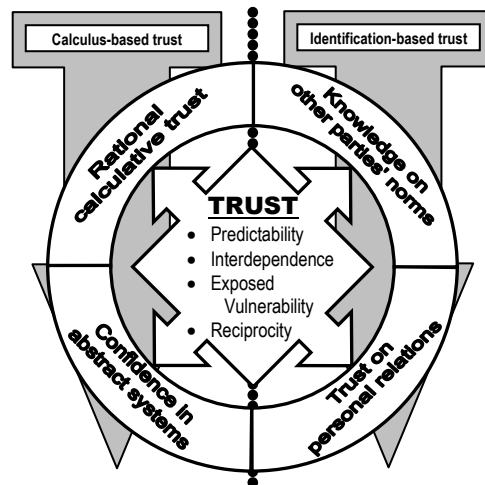 Calculus-based trust
Identification-based trust
Rational
calculative trust
Knowledge on
other parties' norms
TRUST
• Predictability
• Interdependence
• Exposed
Vulnerability
• Reciprocity
Confidence in
abstract systems
Trust on
personal relations